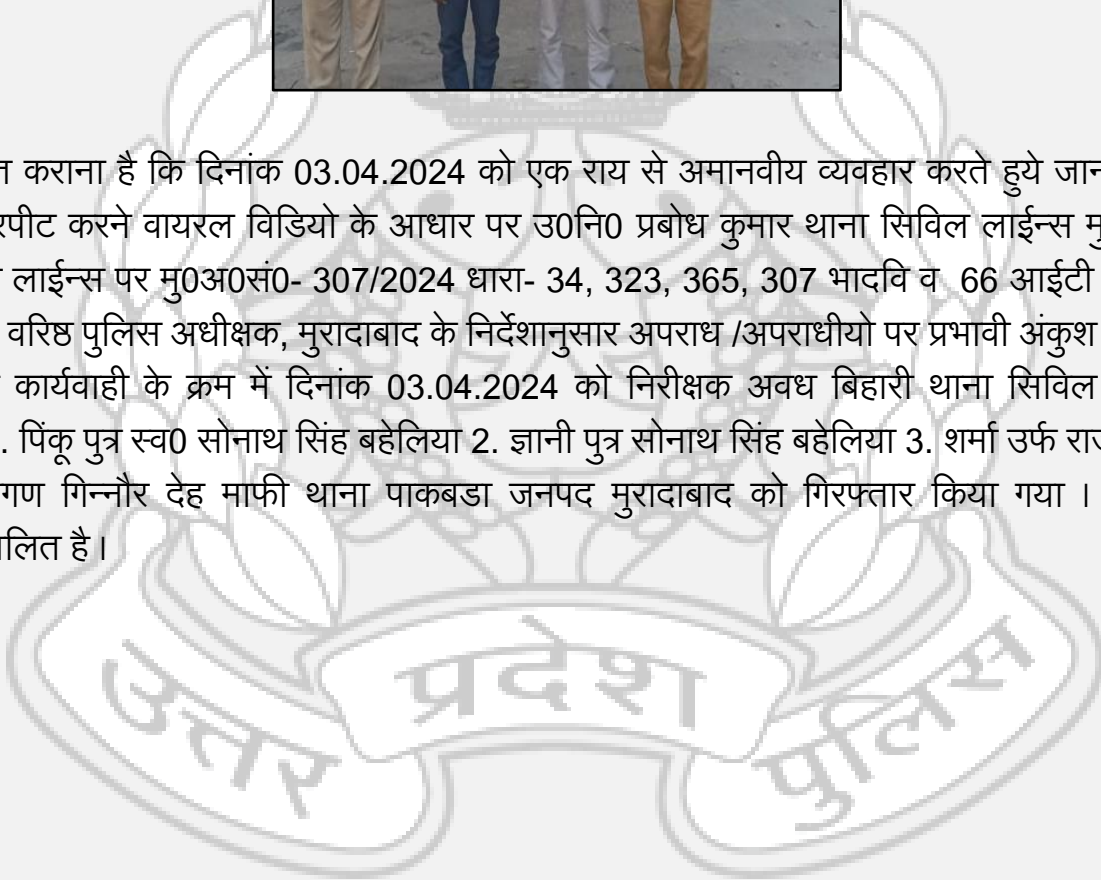 त कराना है कि दिनांक 03.04.2024 को एक राय से अमानवीय व्यवहार करते हुये जान
रपीट करने वायरल विडियो के आधार पर उ0नि0 प्रबोध कुमार थाना सिविल लाईन्स मु
लाईन्स पर मु0अ0सं0- 307/2024 धारा- 34, 323, 365, 307 भादवि व 66 आईटी
वरिष्ठ पुलिस अधीक्षक, मुरादाबाद के निर्देशानुसार अपराध /अपराधीयो पर प्रभावी अंकुश
कार्यवाही के क्रम में दिनांक 03.04.2024 को निरीक्षक अवध बिहारी थाना सिविल
. पिंकू पुत्र स्व0 सोनाथ सिंह बहेलिया 2. ज्ञानी पुत्र सोनाथ सिंह बहेलिया 3. शर्मा उर्फ राज
गण गिन्नौर देह माफी थाना पाकबडा जनपद मुरादाबाद को गिरफ्तार किया गया ।
लित है।
उत्तर प्रदेश पुलिस